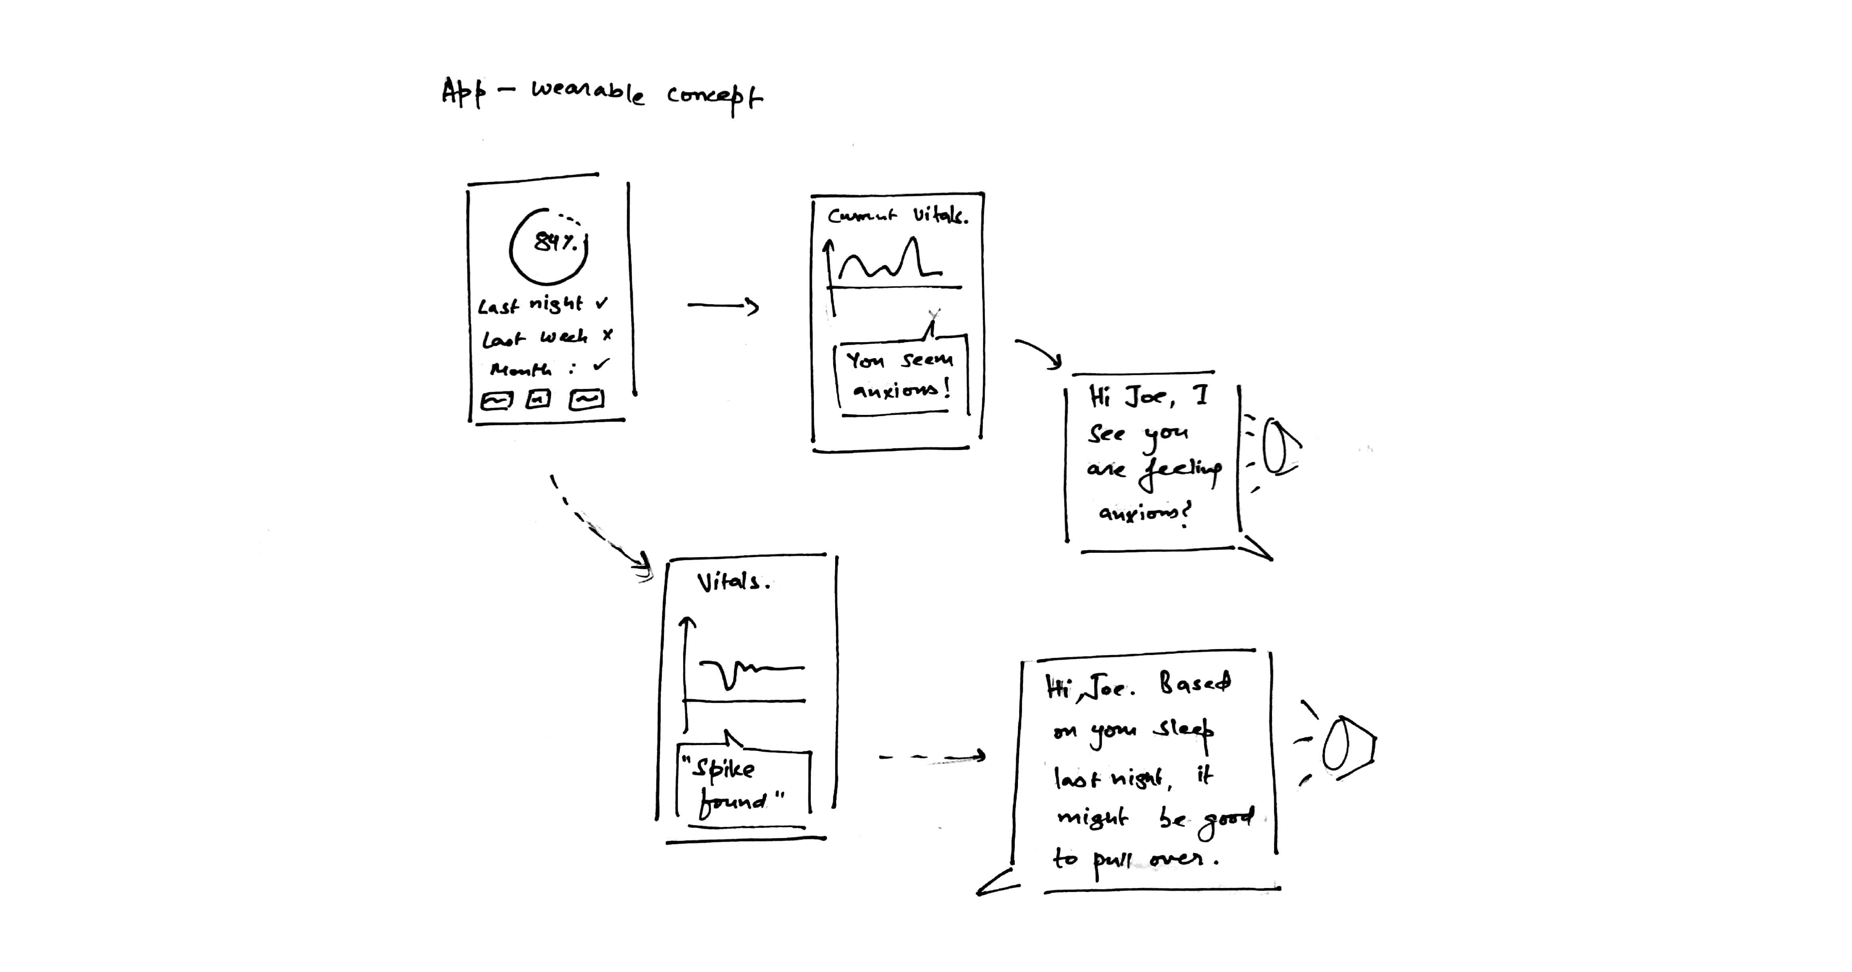 App - wearable concept
84%.
Last night ✓
Last week ×
Month : ✓
Current Vitals.
You seem
anxious!
Hi Joe, I
see you
are feeling
anxious?
Vitals.
"Spike
found"
Hi, Joe. Based
on your sleep
last night, it
might be good
to pull over.